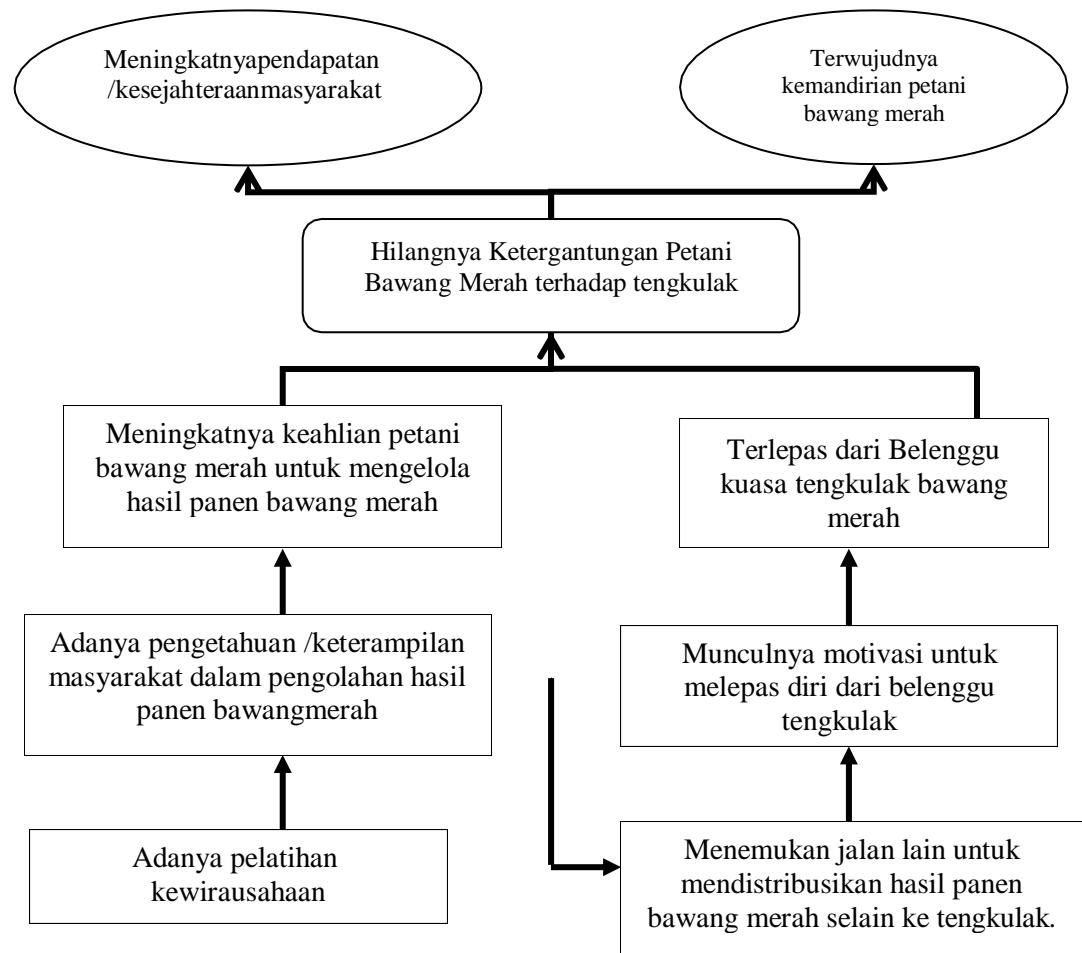 Meningkatnyapendapatan
/kesejahteraanmasyarakat
Terwujudnya
kemandirian petani
bawang merah
Hilangnya Ketergantungan Petani
Bawang Merah terhadap tengkulak
Meningkatnya keahlian petani
bawang merah untuk mengelola
hasil panen bawang merah
Terlepas dari Belenggu
kuasa tengkulak bawang
merah
Adanya pengetahuan /keterampilan
masyarakat dalam pengolahan hasil
panen bawangmerah
Munculnya motivasi untuk
melepas diri dari belenggu
tengkulak
Adanya pelatihan
kewirausahaan
Menemukan jalan lain untuk
mendistribusikan hasil panen
bawang merah selain ke tengkulak.